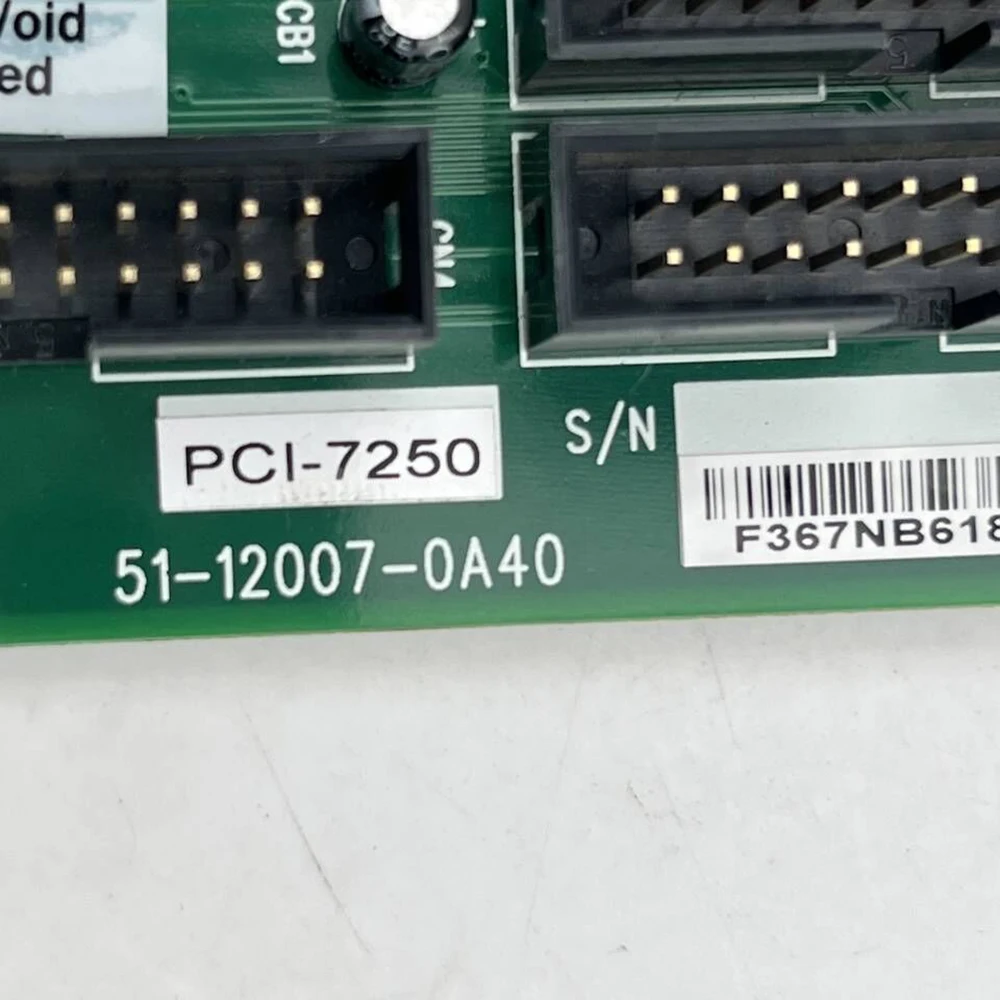 /oid
ed
CB1
CN4
PCI-7250
S/N
F367NB618
51-12007-0A40